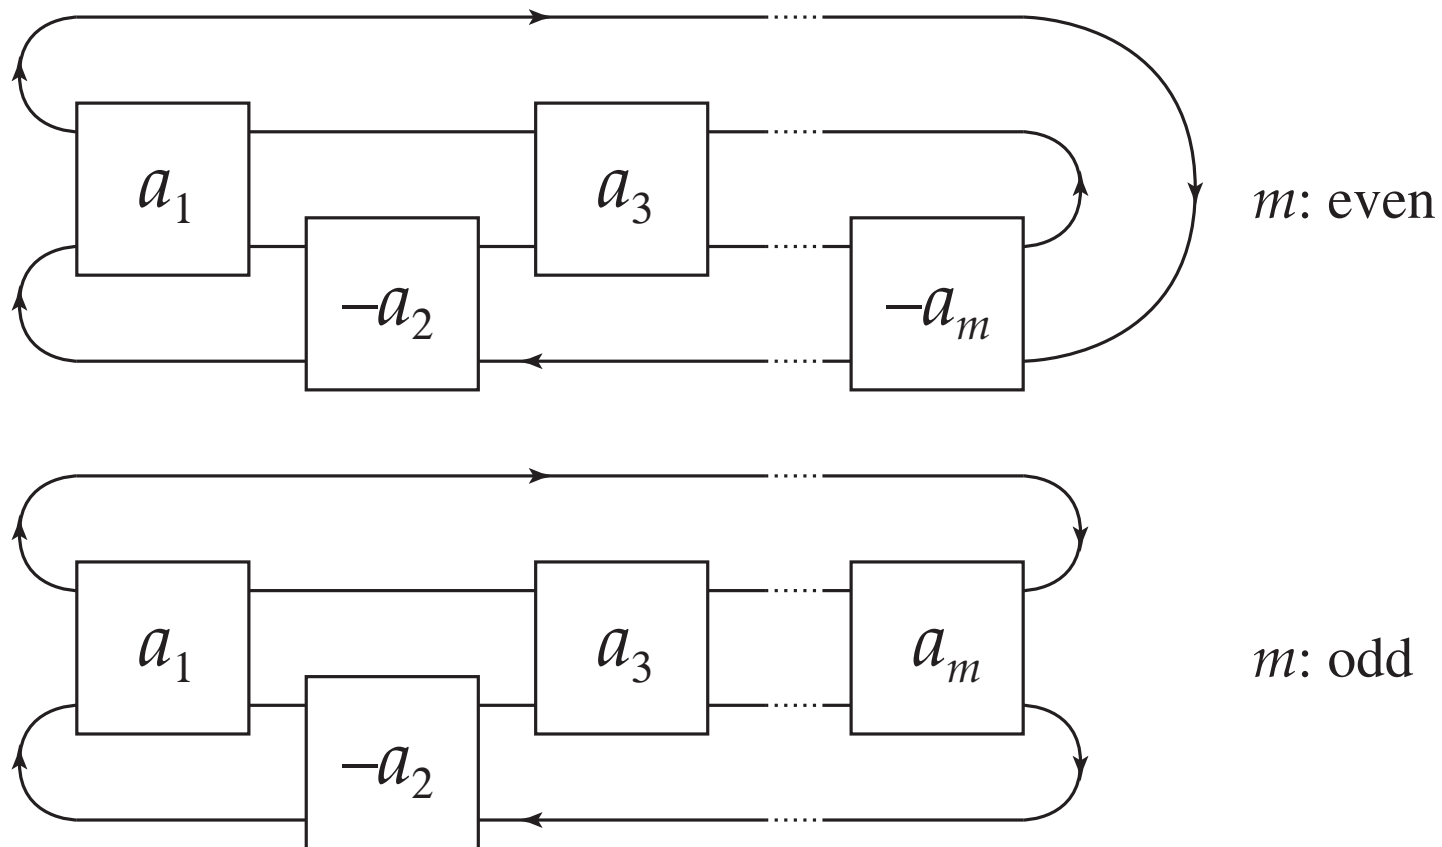 a₁ a₃ m: even
–a₂ –aₘ
a₁ a₃ aₘ m: odd
–a₂